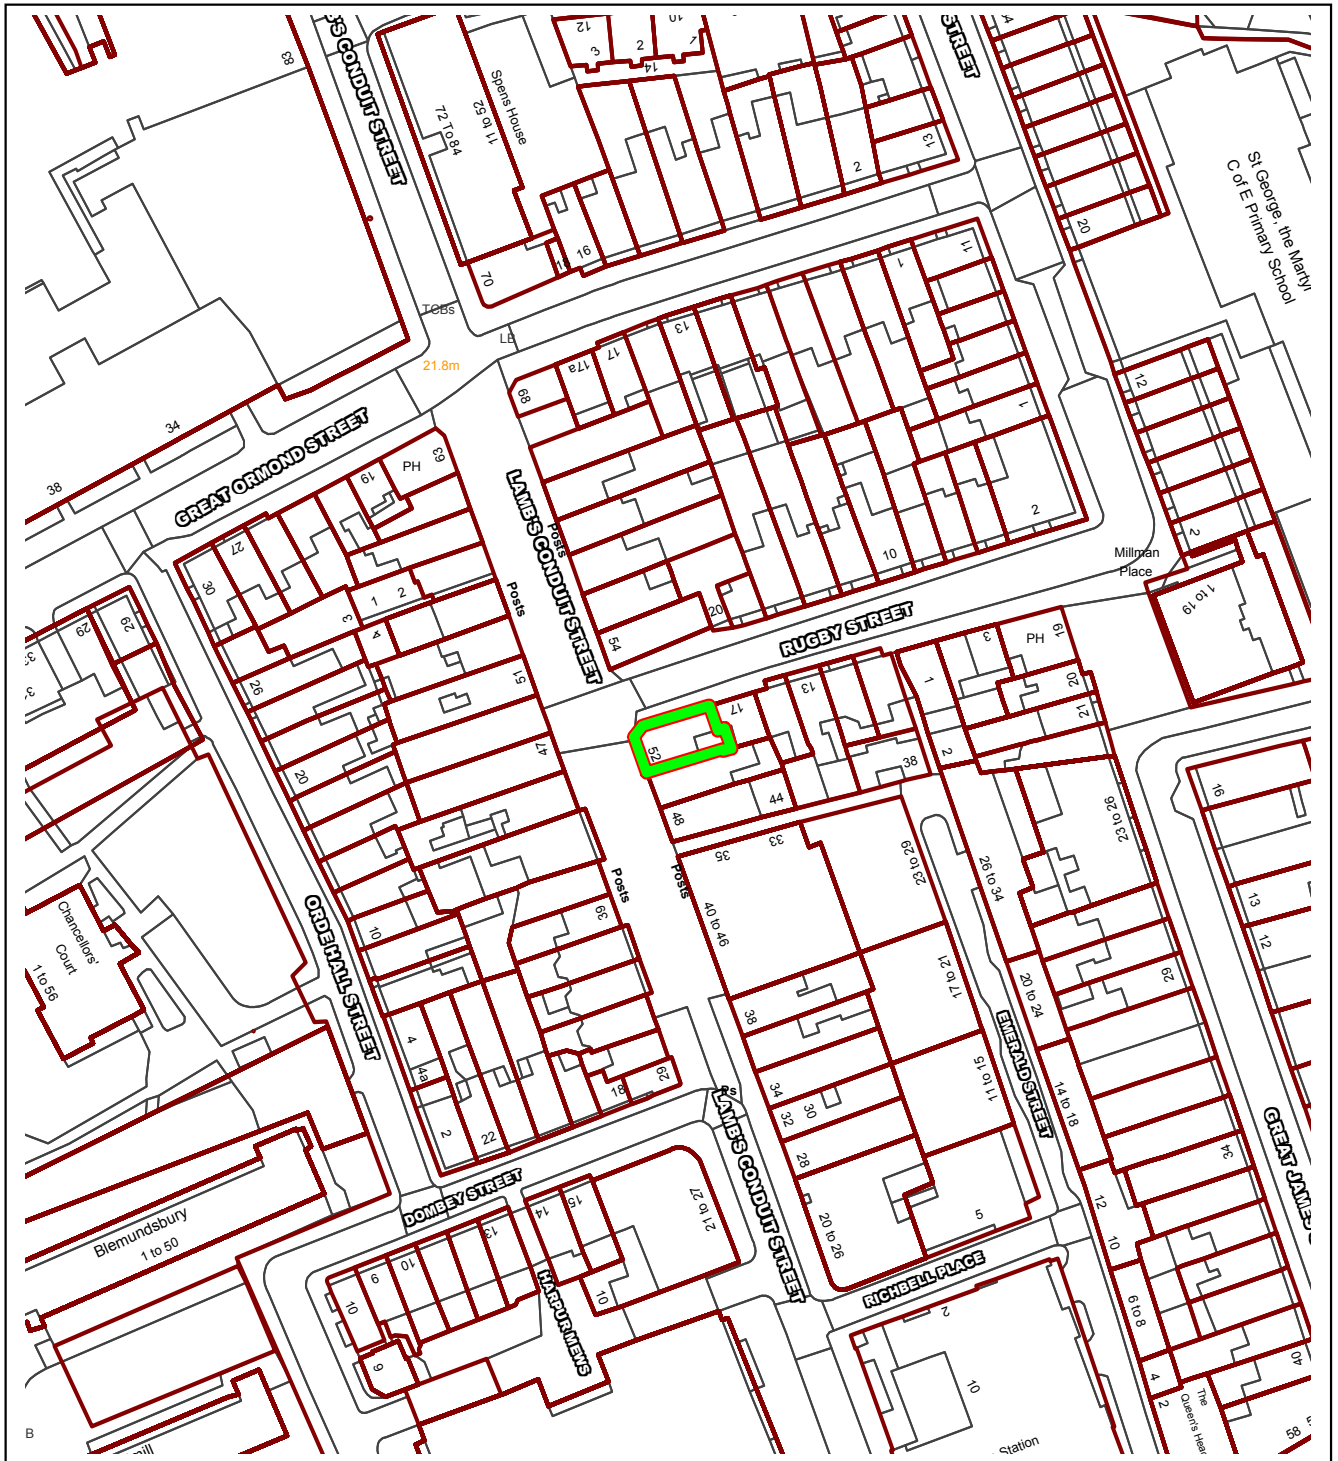 83
'S CONDUIT STREET
72 To 84
11 to 52
Spens House
12
3
2
10
1
14
STREET
54
St George, the Martyr
C of E Primary School
2
13
20
16
70
11
1
TCBs
LB
21.8m
13
17
17a
68
12
1
34
38
GREAT ORMOND STREET
63
PH
19
27
30
LAMB'S CONDUIT STREET
Posts
10
2
2
Millman
Place
1 to 19
1
2
3
4
Posts
20
54
RUGBY STREET
29
29
26
51
47
20
52
17
13
1
3
PH
19
20
21
2
38
44
48
16
23 to 26
35
33
23 to 29
26 to 34
Posts
Posts
40 to 46
39
13
12
Chancellors'
Court
1 to 56
10
ORDE HALL STREET
17 to 21
20 to 24
29
38
4
4a
EMERALD STREET
34
32
30
11 to 15
14 to 18
29
18
Ps
2
22
28
34
GREAT JAMES
DOMBEY STREET
LAMB'S CONDUIT STREET
21 to 27
15
14
13
Blemundsbury
1 to 50
20 to 26
5
12
10
10
9
10
9
HARPUR MEWS
10
RICHBELL PLACE
2
6 to 8
40
4
2
10
The
Queen's Head
58
Station
B